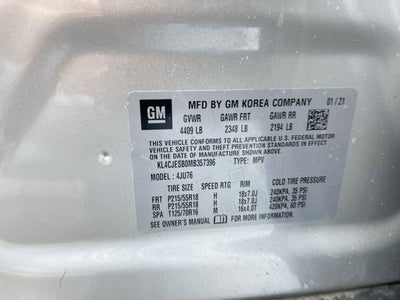 GM
MFD BY GM KOREA COMPANY 01/21
GVWR GAWR FRT GAWR RR
4409 LB 2348 LB 2194 LB
THIS VEHICLE CONFORMS TO ALL APPLICABLE U.S. FEDERAL MOTOR
VEHICLE SAFETY AND THEFT PREVENTION STANDARDS IN EFFECT ON
THE DATE OF MANUFACTURE SHOWN ABOVE.
KL4CJESB0MB357396 TYPE: MPV
MODEL: 4JU76
TIRE SIZE SPEED RTG RIM COLD TIRE PRESSURE
FRT P215/55R18 H 18x7.0J 240KPA, 35 PSI
RR P215/55R18 H 18x7.0J 240KPA, 35 PSI
SPA T125/70R16 M 16x4.0T 420KPA, 60 PSI
SEE OWNER'S MANUAL FOR ADDITIONAL INFORMATION